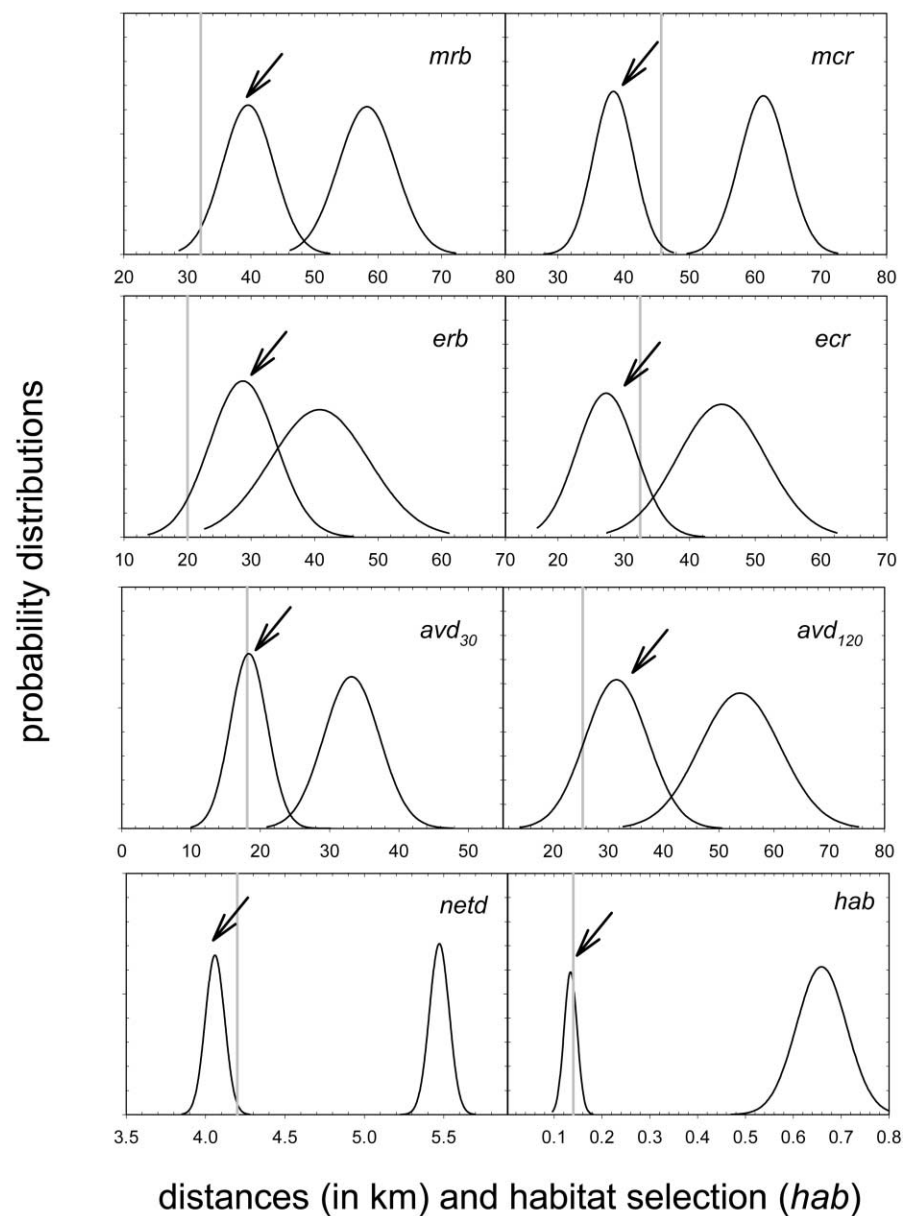 mrb
mcr
20 30 40 50 60 70 80 30 40 50 60 70 80
erb
ecr
10 20 30 40 50 60 70 20 30 40 50 60 70
avd30
avd120
0 10 20 30 40 50 20 30 40 50 60 70 80
netd
hab
3.5 4.0 4.5 5.0 5.5 0.1 0.2 0.3 0.4 0.5 0.6 0.7 0.8
probability distributions
distances (in km) and habitat selection (hab)